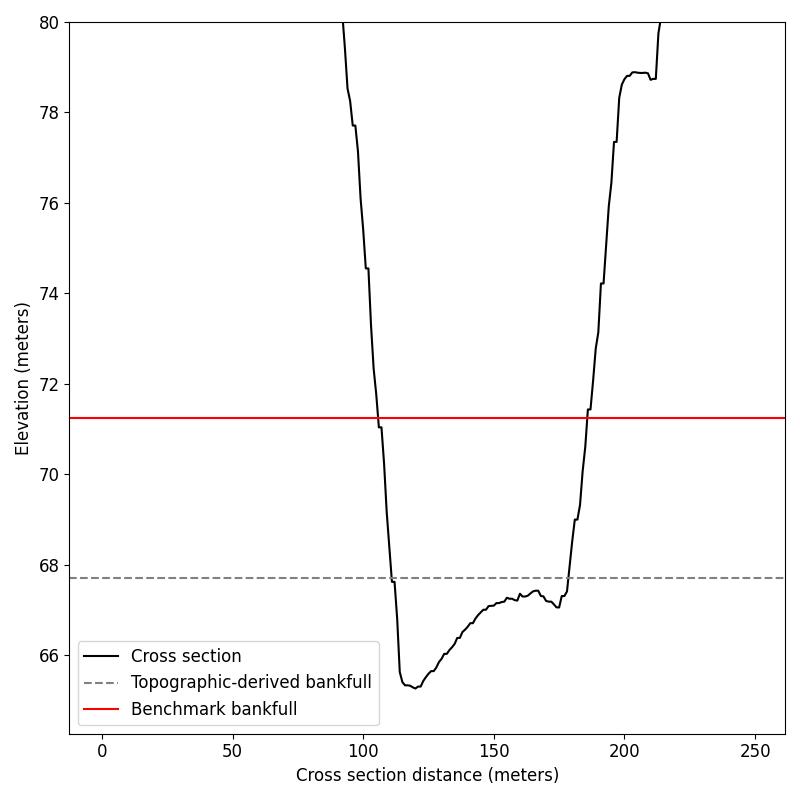 80
78
76
74
72
70
68
66
Elevation (meters)
Cross section
Topographic-derived bankfull
Benchmark bankfull
0 50 100 150 200 250
Cross section distance (meters)